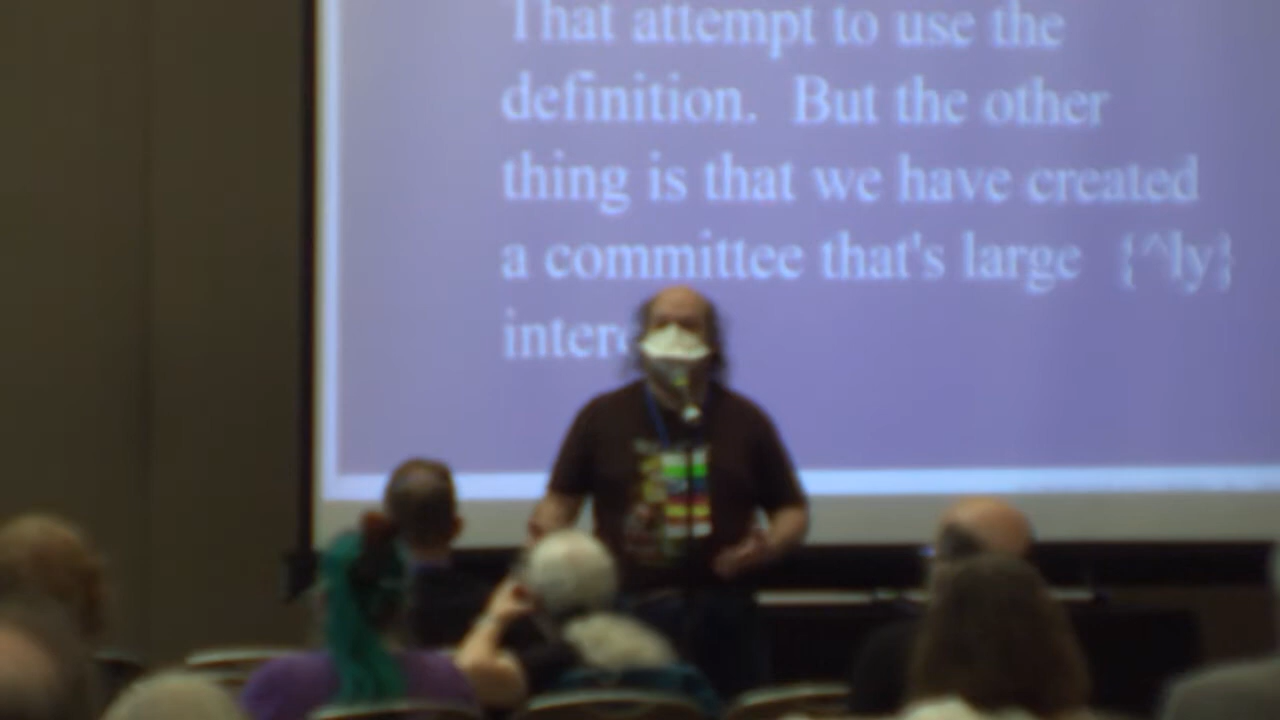 That attempt to use the
definition. But the other
thing is that we have created
a committee that's large {^ly}